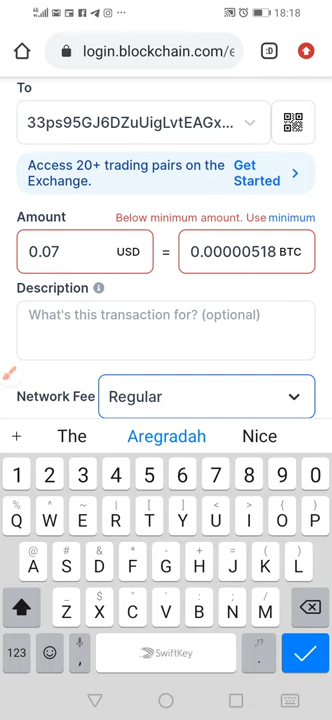 18:18
login.blockchain.com/e
:D
To
33ps95GJ6DZuUigLvtEAGx...
Access 20+ trading pairs on the Exchange.
Get Started
Amount
Below minimum amount. Use minimum
0.07 USD = 0.00000518 BTC
Description
What's this transaction for? (optional)
Network Fee
Regular
+ The Aregradah Nice
1 2 3 4 5 6 7 8 9 0
% ^ ~ | [ ] < > { }
Q W E R T Y U I O P
@ # & * - + = ( )
A S D F G H J K L
_ $ " ' : ; /
Z X C V B N M
123 , SwiftKey ,!? .